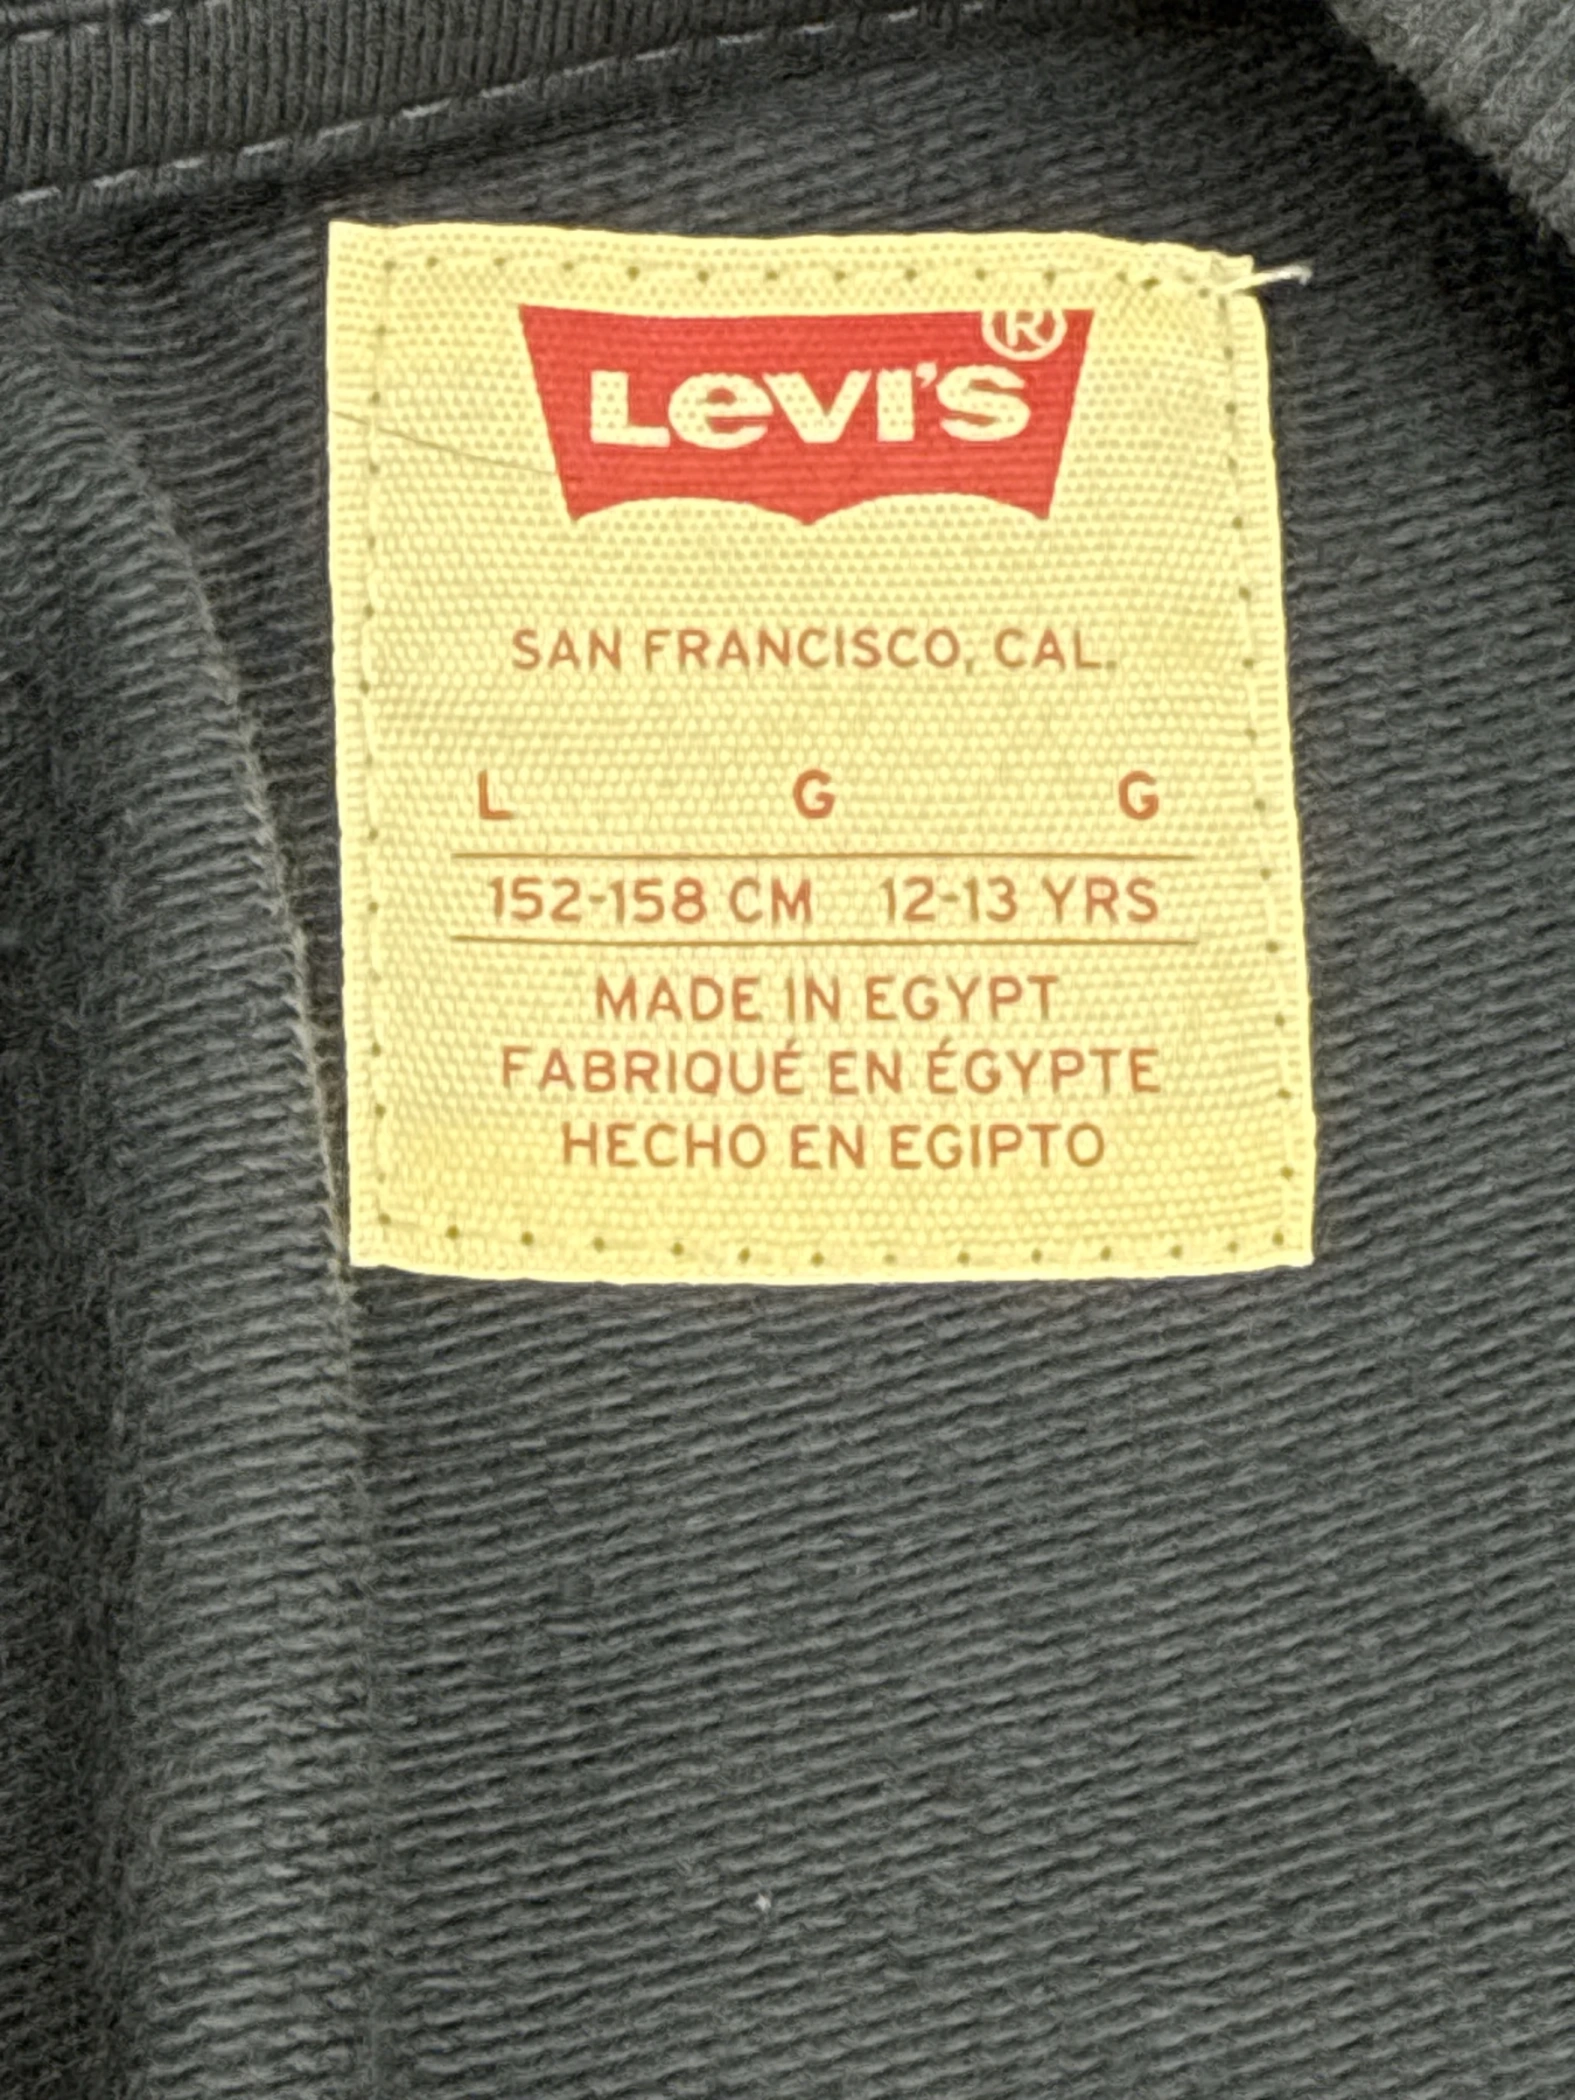 LEVI'S®
SAN FRANCISCO, CAL.
L G G
152-158 CM 12-13 YRS
MADE IN EGYPT
FABRIQUÉ EN ÉGYPTE
HECHO EN EGIPTO